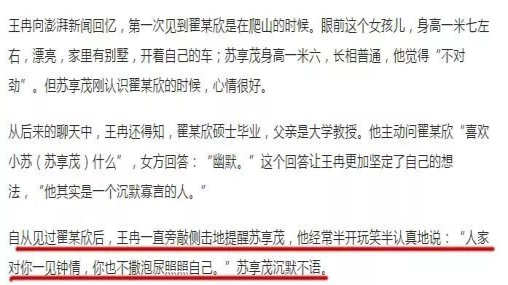 王冉向澎湃新闻回忆，第一次见到翟某欣是在爬山的时候。眼前这个女孩儿，身高一米七左
右，漂亮，家里有别墅，开着自己的车；苏享茂身高一米六，长相普通，他觉得“不对
劲”。但苏享茂刚认识翟某欣的时候，心情很好。
从后来的聊天中，王冉还得知，翟某欣硕士毕业，父亲是大学教授。他主动问翟某欣“喜欢
小苏（苏享茂）什么”，女方回答：“幽默。”这个回答让王冉更加坚定了自己的想
法，“他其实是一个沉默寡言的人。”
自从见过翟某欣后，王冉一直旁敲侧击地提醒苏享茂，他经常半开玩笑半认真地说：“人家
对你一见钟情，你也不撒泡尿照照自己。”苏享茂沉默不语。